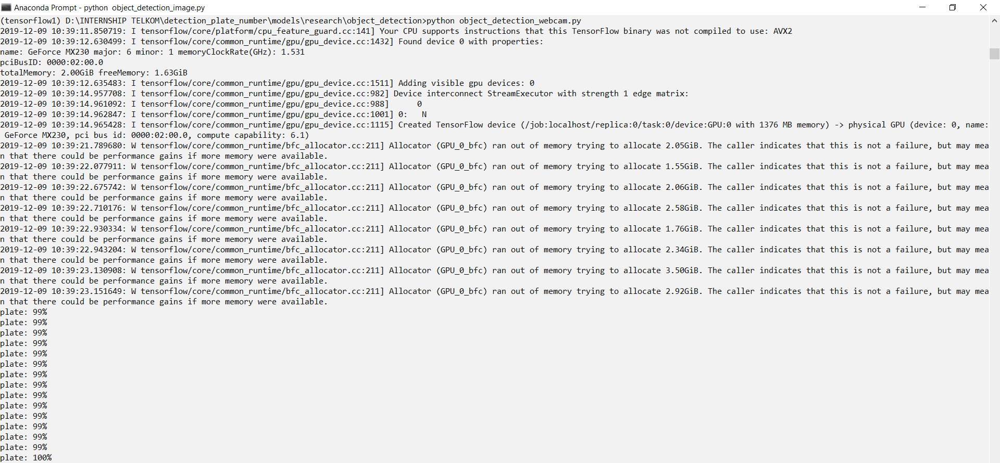 Anaconda Prompt - python  object_detection_image.py
(tensorflow1) D:\INTERNSHIP TELKOM\detection_plate_number\models\research\object_detection>python object_detection_webcam.py
2019-12-09 10:39:11.850719: I tensorflow/core/platform/cpu_feature_guard.cc:141] Your CPU supports instructions that this TensorFlow binary was not compiled to use: AVX2
2019-12-09 10:39:12.630499: I tensorflow/core/common_runtime/gpu/gpu_device.cc:1432] Found device 0 with properties:
name: GeForce MX230 major: 6 minor: 1 memoryClockRate(GHz): 1.531
pciBusID: 0000:02:00.0
totalMemory: 2.00GiB freeMemory: 1.63GiB
2019-12-09 10:39:12.635483: I tensorflow/core/common_runtime/gpu/gpu_device.cc:1511] Adding visible gpu devices: 0
2019-12-09 10:39:14.957708: I tensorflow/core/common_runtime/gpu/gpu_device.cc:982] Device interconnect StreamExecutor with strength 1 edge matrix:
2019-12-09 10:39:14.961092: I tensorflow/core/common_runtime/gpu/gpu_device.cc:988]      0
2019-12-09 10:39:14.962847: I tensorflow/core/common_runtime/gpu/gpu_device.cc:1001] 0:   N
2019-12-09 10:39:14.965428: I tensorflow/core/common_runtime/gpu/gpu_device.cc:1115] Created TensorFlow device (/job:localhost/replica:0/task:0/device:GPU:0 with 1376 MB memory) -> physical GPU (device: 0, name:
 GeForce MX230, pci bus id: 0000:02:00.0, compute capability: 6.1)
2019-12-09 10:39:21.789680: W tensorflow/core/common_runtime/bfc_allocator.cc:211] Allocator (GPU_0_bfc) ran out of memory trying to allocate 2.05GiB. The caller indicates that this is not a failure, but may mea
n that there could be performance gains if more memory were available.
2019-12-09 10:39:22.077911: W tensorflow/core/common_runtime/bfc_allocator.cc:211] Allocator (GPU_0_bfc) ran out of memory trying to allocate 1.55GiB. The caller indicates that this is not a failure, but may mea
n that there could be performance gains if more memory were available.
2019-12-09 10:39:22.675742: W tensorflow/core/common_runtime/bfc_allocator.cc:211] Allocator (GPU_0_bfc) ran out of memory trying to allocate 2.06GiB. The caller indicates that this is not a failure, but may mea
n that there could be performance gains if more memory were available.
2019-12-09 10:39:22.710176: W tensorflow/core/common_runtime/bfc_allocator.cc:211] Allocator (GPU_0_bfc) ran out of memory trying to allocate 2.58GiB. The caller indicates that this is not a failure, but may mea
n that there could be performance gains if more memory were available.
2019-12-09 10:39:22.930334: W tensorflow/core/common_runtime/bfc_allocator.cc:211] Allocator (GPU_0_bfc) ran out of memory trying to allocate 1.76GiB. The caller indicates that this is not a failure, but may mea
n that there could be performance gains if more memory were available.
2019-12-09 10:39:22.943204: W tensorflow/core/common_runtime/bfc_allocator.cc:211] Allocator (GPU_0_bfc) ran out of memory trying to allocate 2.34GiB. The caller indicates that this is not a failure, but may mea
n that there could be performance gains if more memory were available.
2019-12-09 10:39:23.130908: W tensorflow/core/common_runtime/bfc_allocator.cc:211] Allocator (GPU_0_bfc) ran out of memory trying to allocate 3.50GiB. The caller indicates that this is not a failure, but may mea
n that there could be performance gains if more memory were available.
2019-12-09 10:39:23.151649: W tensorflow/core/common_runtime/bfc_allocator.cc:211] Allocator (GPU_0_bfc) ran out of memory trying to allocate 2.92GiB. The caller indicates that this is not a failure, but may mea
n that there could be performance gains if more memory were available.
plate: 99%
plate: 99%
plate: 99%
plate: 99%
plate: 99%
plate: 99%
plate: 99%
plate: 99%
plate: 99%
plate: 99%
plate: 99%
plate: 99%
plate: 99%
plate: 99%
plate: 100%